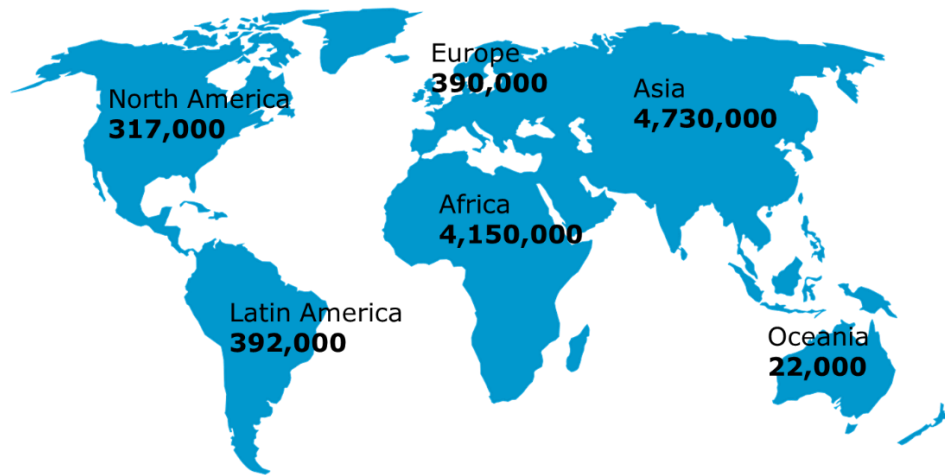 Europe
390,000
North America
317,000
Asia
4,730,000
Africa
4,150,000
Latin America
392,000
Oceania
22,000